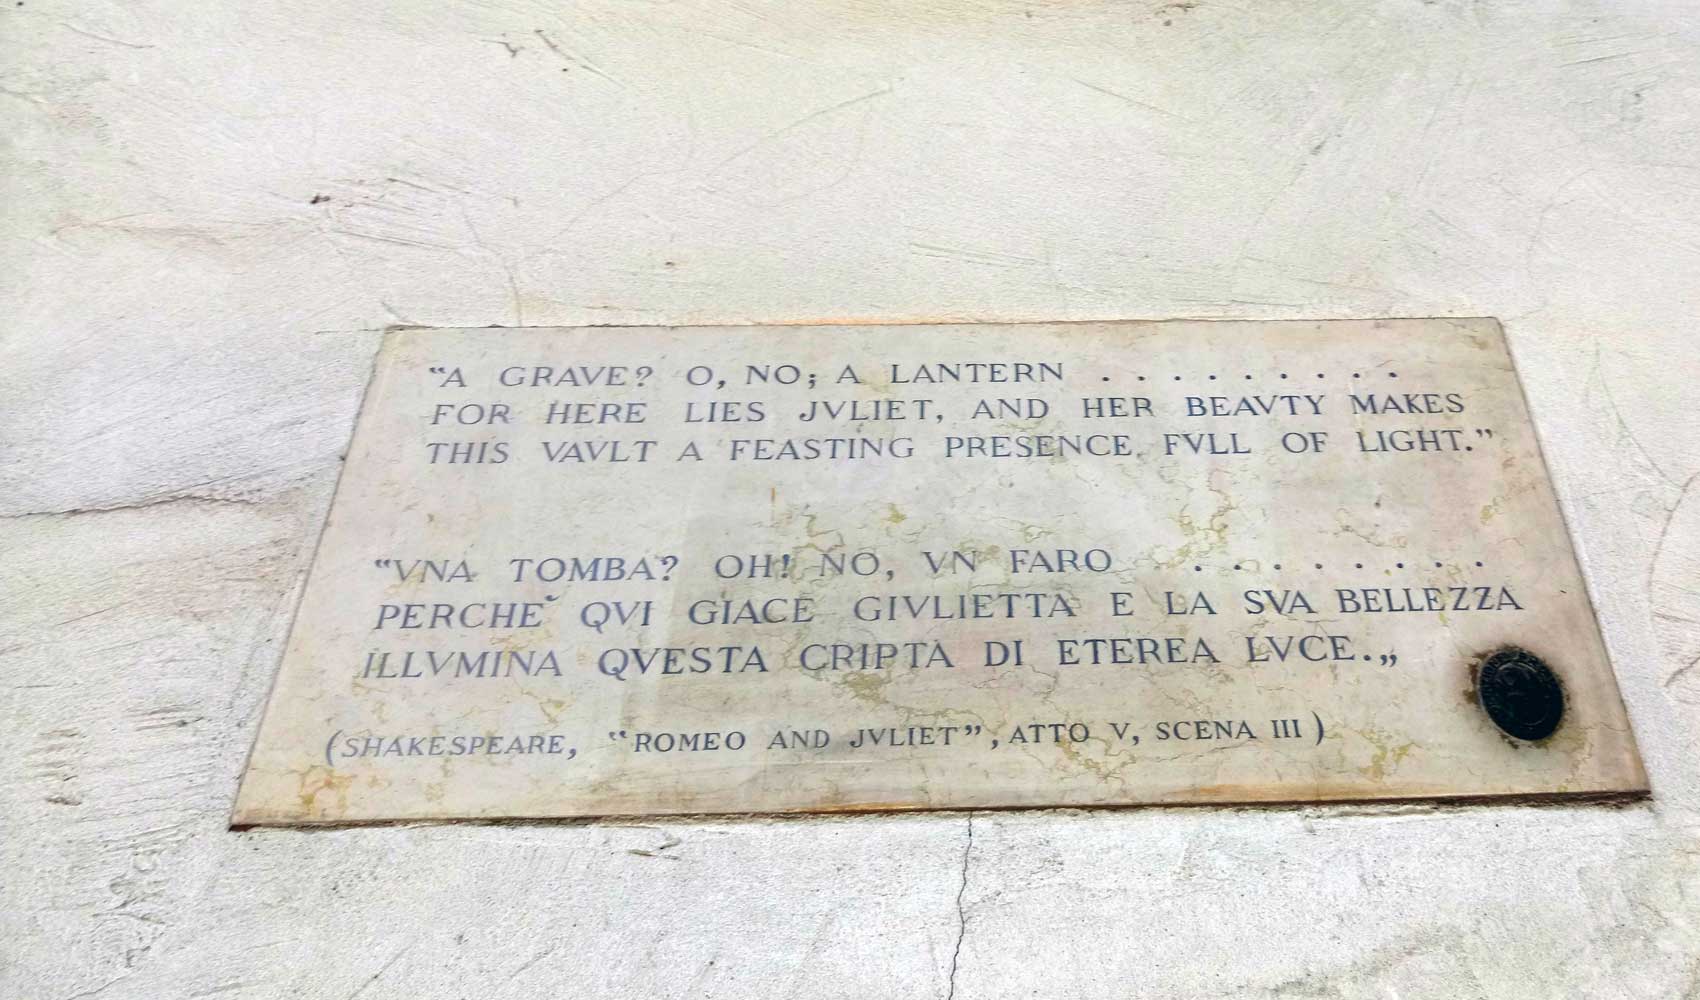 “A GRAVE? O, NO; A LANTERN . . . . . . . . .
FOR HERE LIES JVLIET, AND HER BEAVTY MAKES
THIS VAVLT A FEASTING PRESENCE FVLL OF LIGHT.”
“VNA TOMBA? OH! NO, VN FARO . . . . . . . .
PERCHE˘ QVI GIACE GIVLIETTA E LA SVA BELLEZZA
ILLVMINA QVESTA CRIPTA DI ETEREA LVCE.„
(SHAKESPEARE, “ROMEO AND JVLIET”, ATTO V, SCENA III)